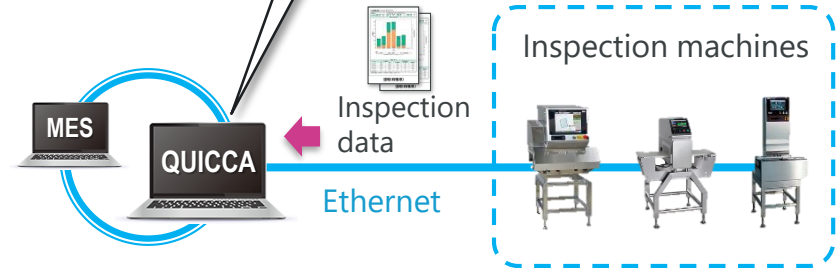 Inspection machines
Inspection
data
MES
QUICCA
Ethernet